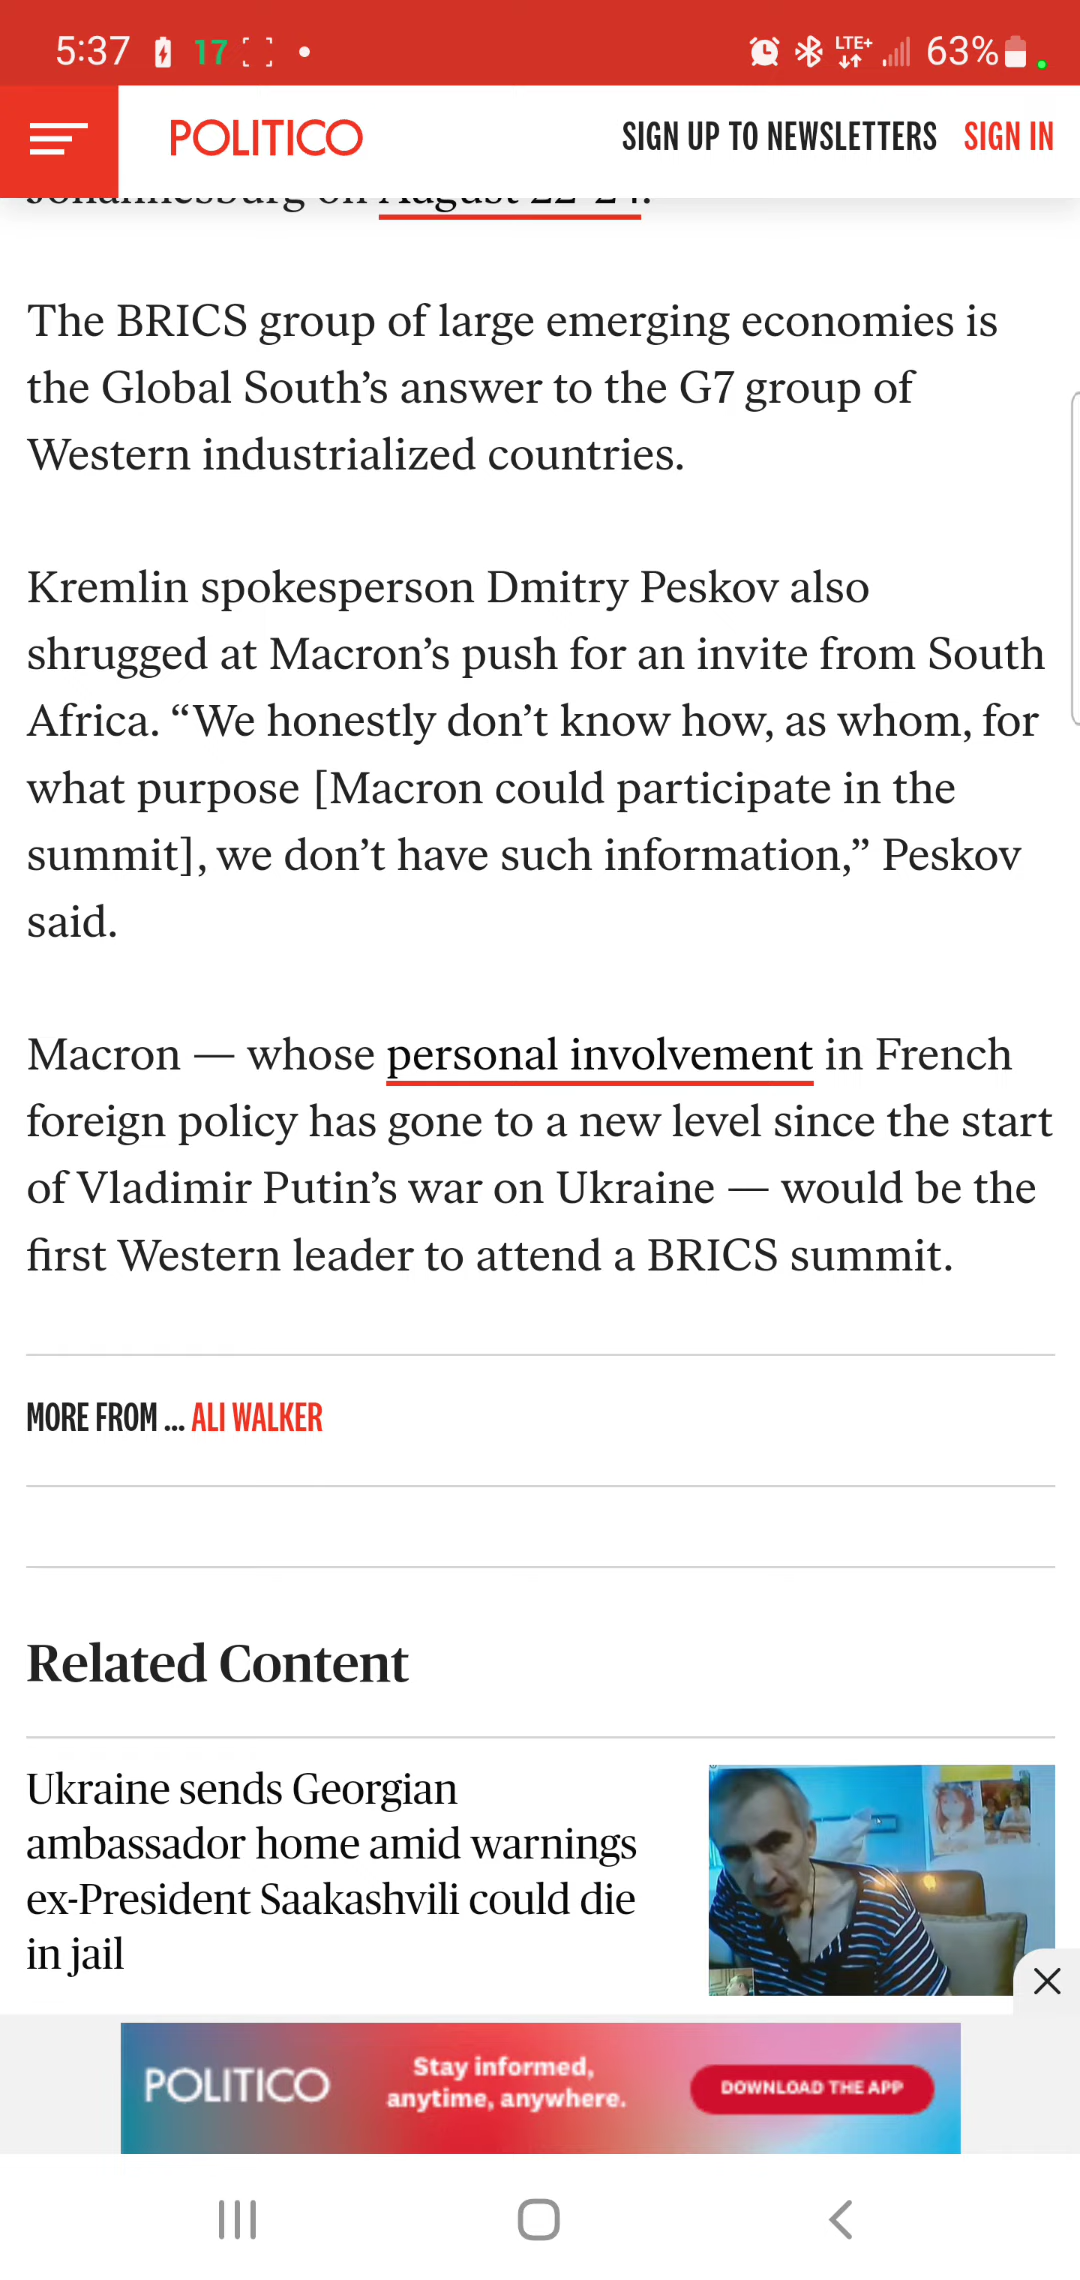 5:37 17 LTE+ 63%
POLITICO SIGN UP TO NEWSLETTERS SIGN IN
Johannesburg on August 22-24.
The BRICS group of large emerging economies is
the Global South’s answer to the G7 group of
Western industrialized countries.
Kremlin spokesperson Dmitry Peskov also
shrugged at Macron’s push for an invite from South
Africa. “We honestly don’t know how, as whom, for
what purpose [Macron could participate in the
summit], we don’t have such information,” Peskov
said.
Macron — whose personal involvement in French
foreign policy has gone to a new level since the start
of Vladimir Putin’s war on Ukraine — would be the
first Western leader to attend a BRICS summit.
MORE FROM ... ALI WALKER
Related Content
Ukraine sends Georgian
ambassador home amid warnings
ex-President Saakashvili could die
in jail
POLITICO
Stay informed,
anytime, anywhere.
DOWNLOAD THE APP